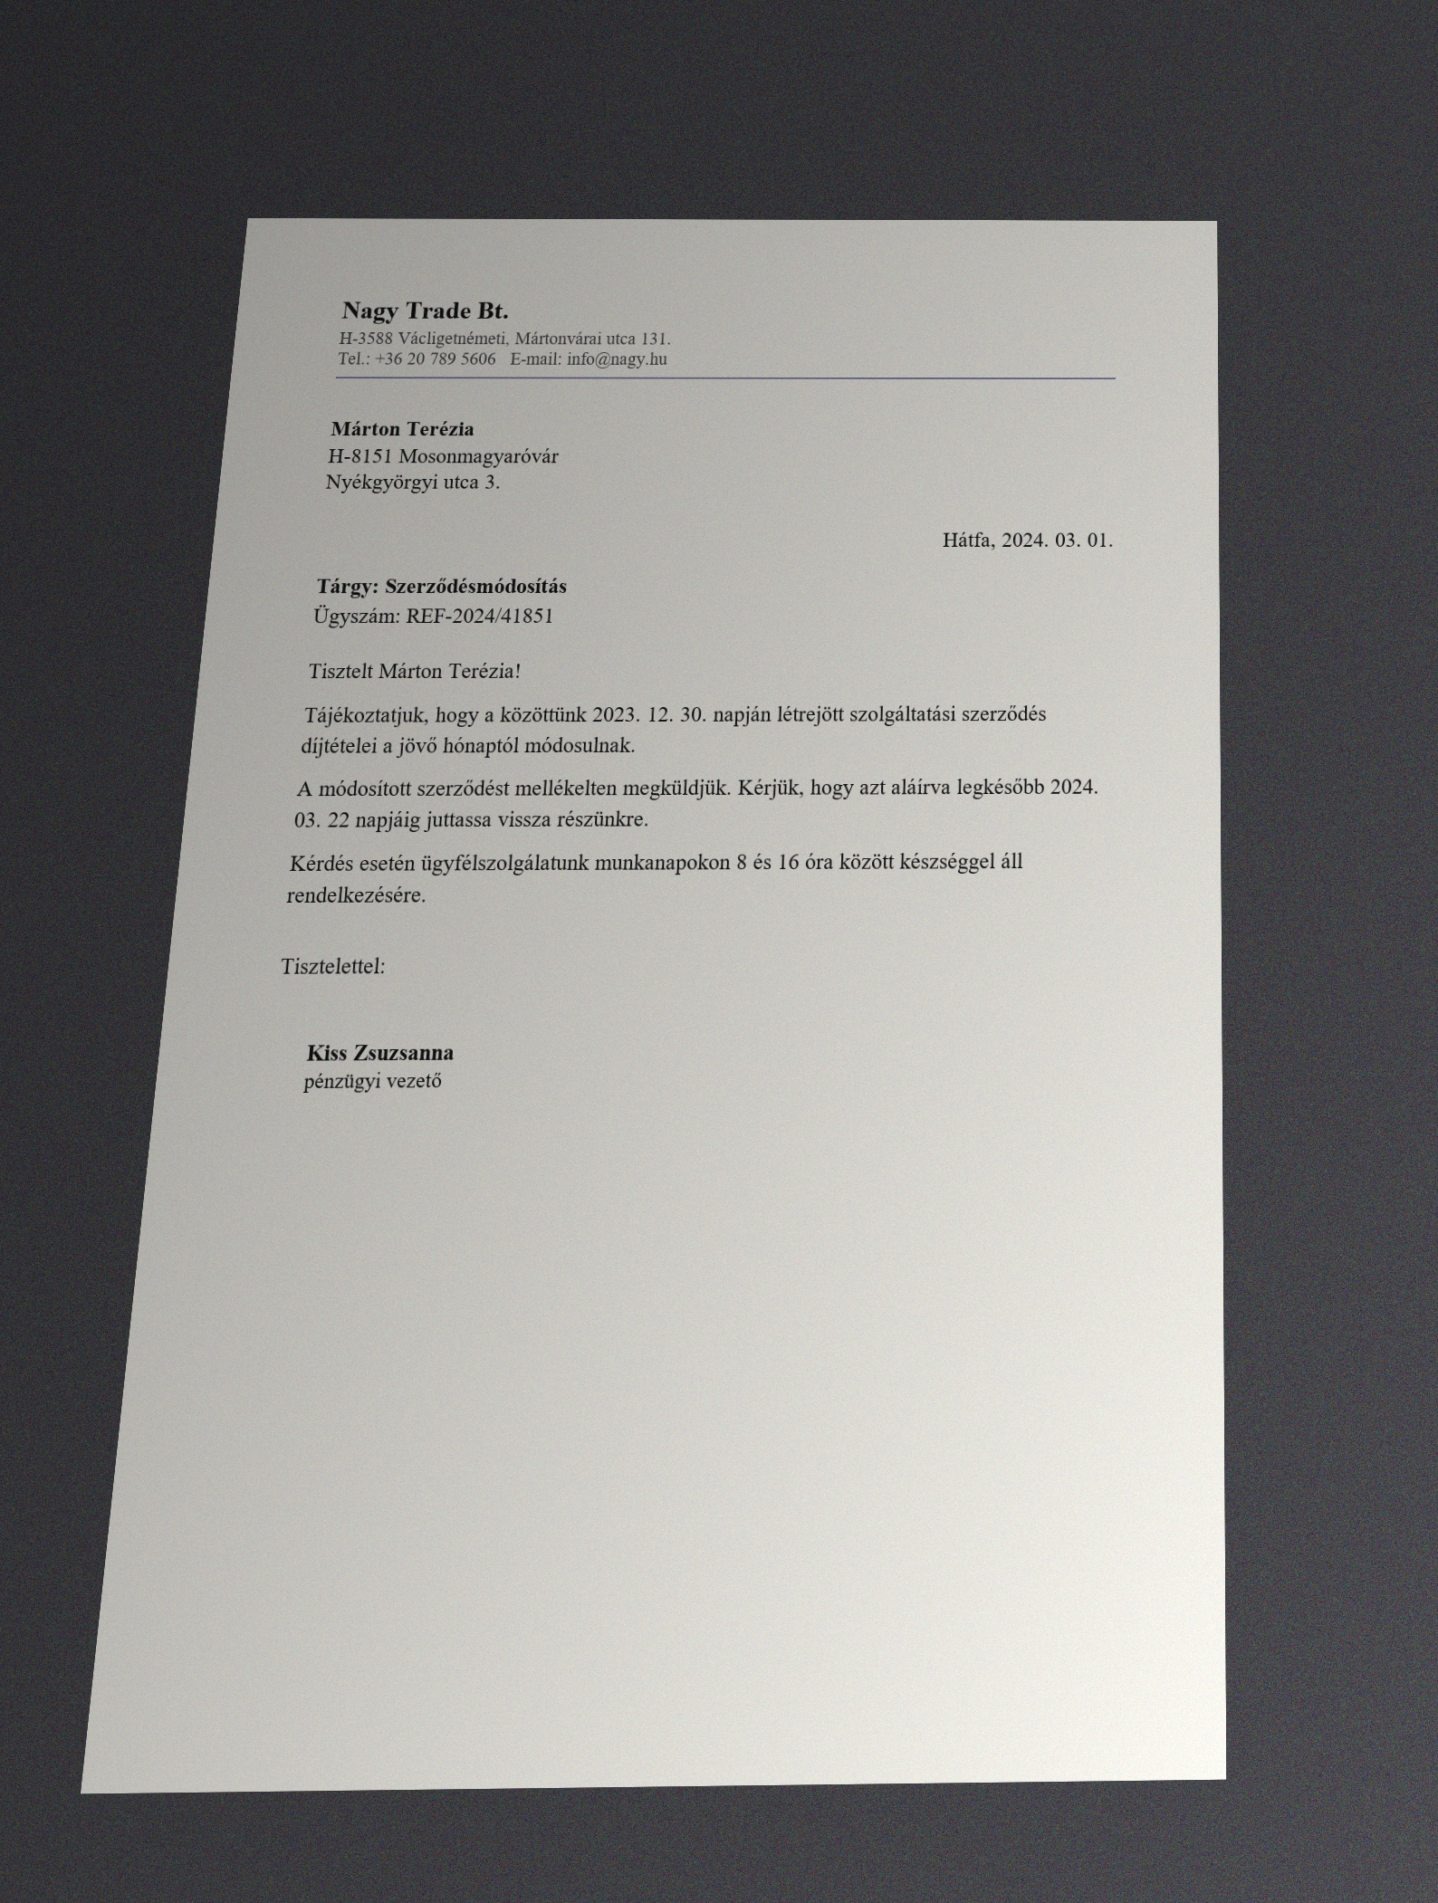 Nagy Trade Bt.
H-3588 Václigetnémeti, Mártonvárai utca 131.
Tel.: +36 20 789 5606 E-mail: info@nagy.hu
Márton Terézia
H-8151 Mosonmagyaróvár
Nyékgyörgyi utca 3.
Hátfa, 2024. 03. 01.
Tárgy: Szerződésmódosítás
Ügyszám: REF-2024/41851
Tisztelt Márton Terézia!
Tájékoztatjuk, hogy a közöttünk 2023. 12. 30. napján létrejött szolgáltatási szerződés
díjtételei a jövő hónaptól módosulnak.
A módosított szerződést mellékelten megküldjük. Kérjük, hogy azt aláírva legkésőbb 2024.
03. 22 napjáig juttassa vissza részünkre.
Kérdés esetén ügyfélszolgálatunk munkanapokon 8 és 16 óra között készséggel áll
rendelkezésére.
Tisztelettel:
Kiss Zsuzsanna
pénzügyi vezető